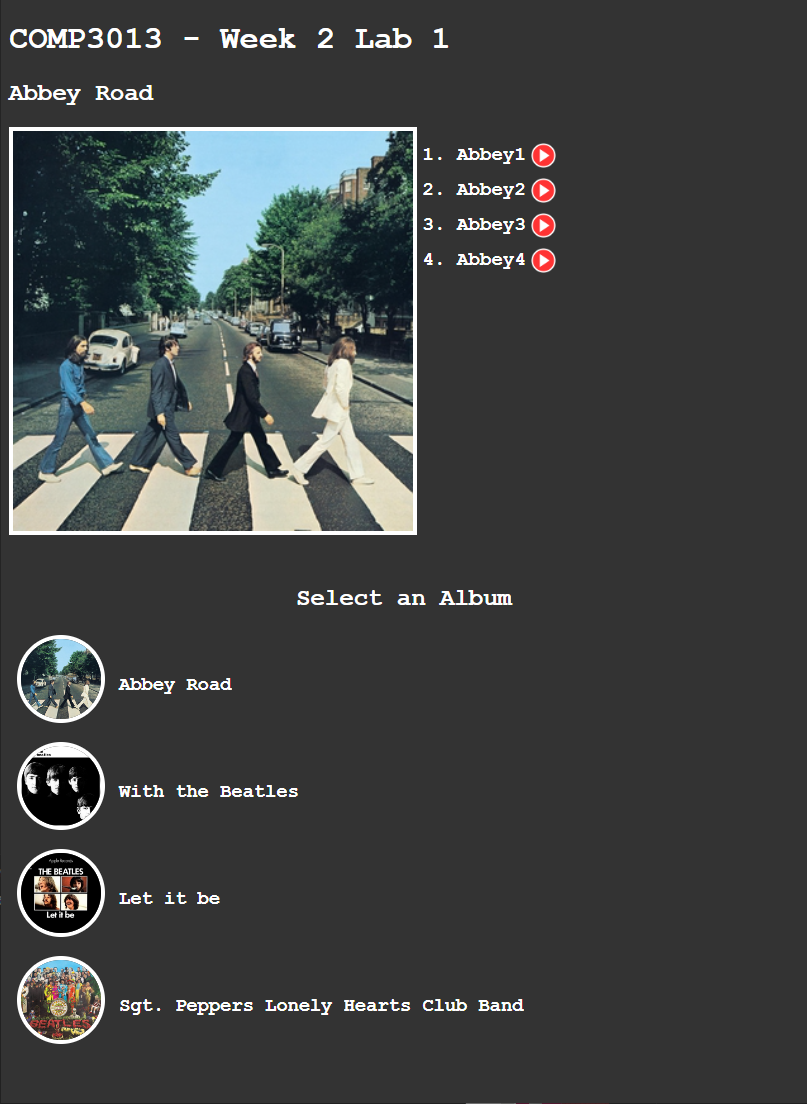 COMP3013 - Week 2 Lab 1
Abbey Road
1. Abbey1
2. Abbey2
3. Abbey3
4. Abbey4
Select an Album
Abbey Road
With the Beatles
Apple Records
THE BEATLES
Let it be
Let it be
BEATLES
Sgt. Peppers Lonely Hearts Club Band